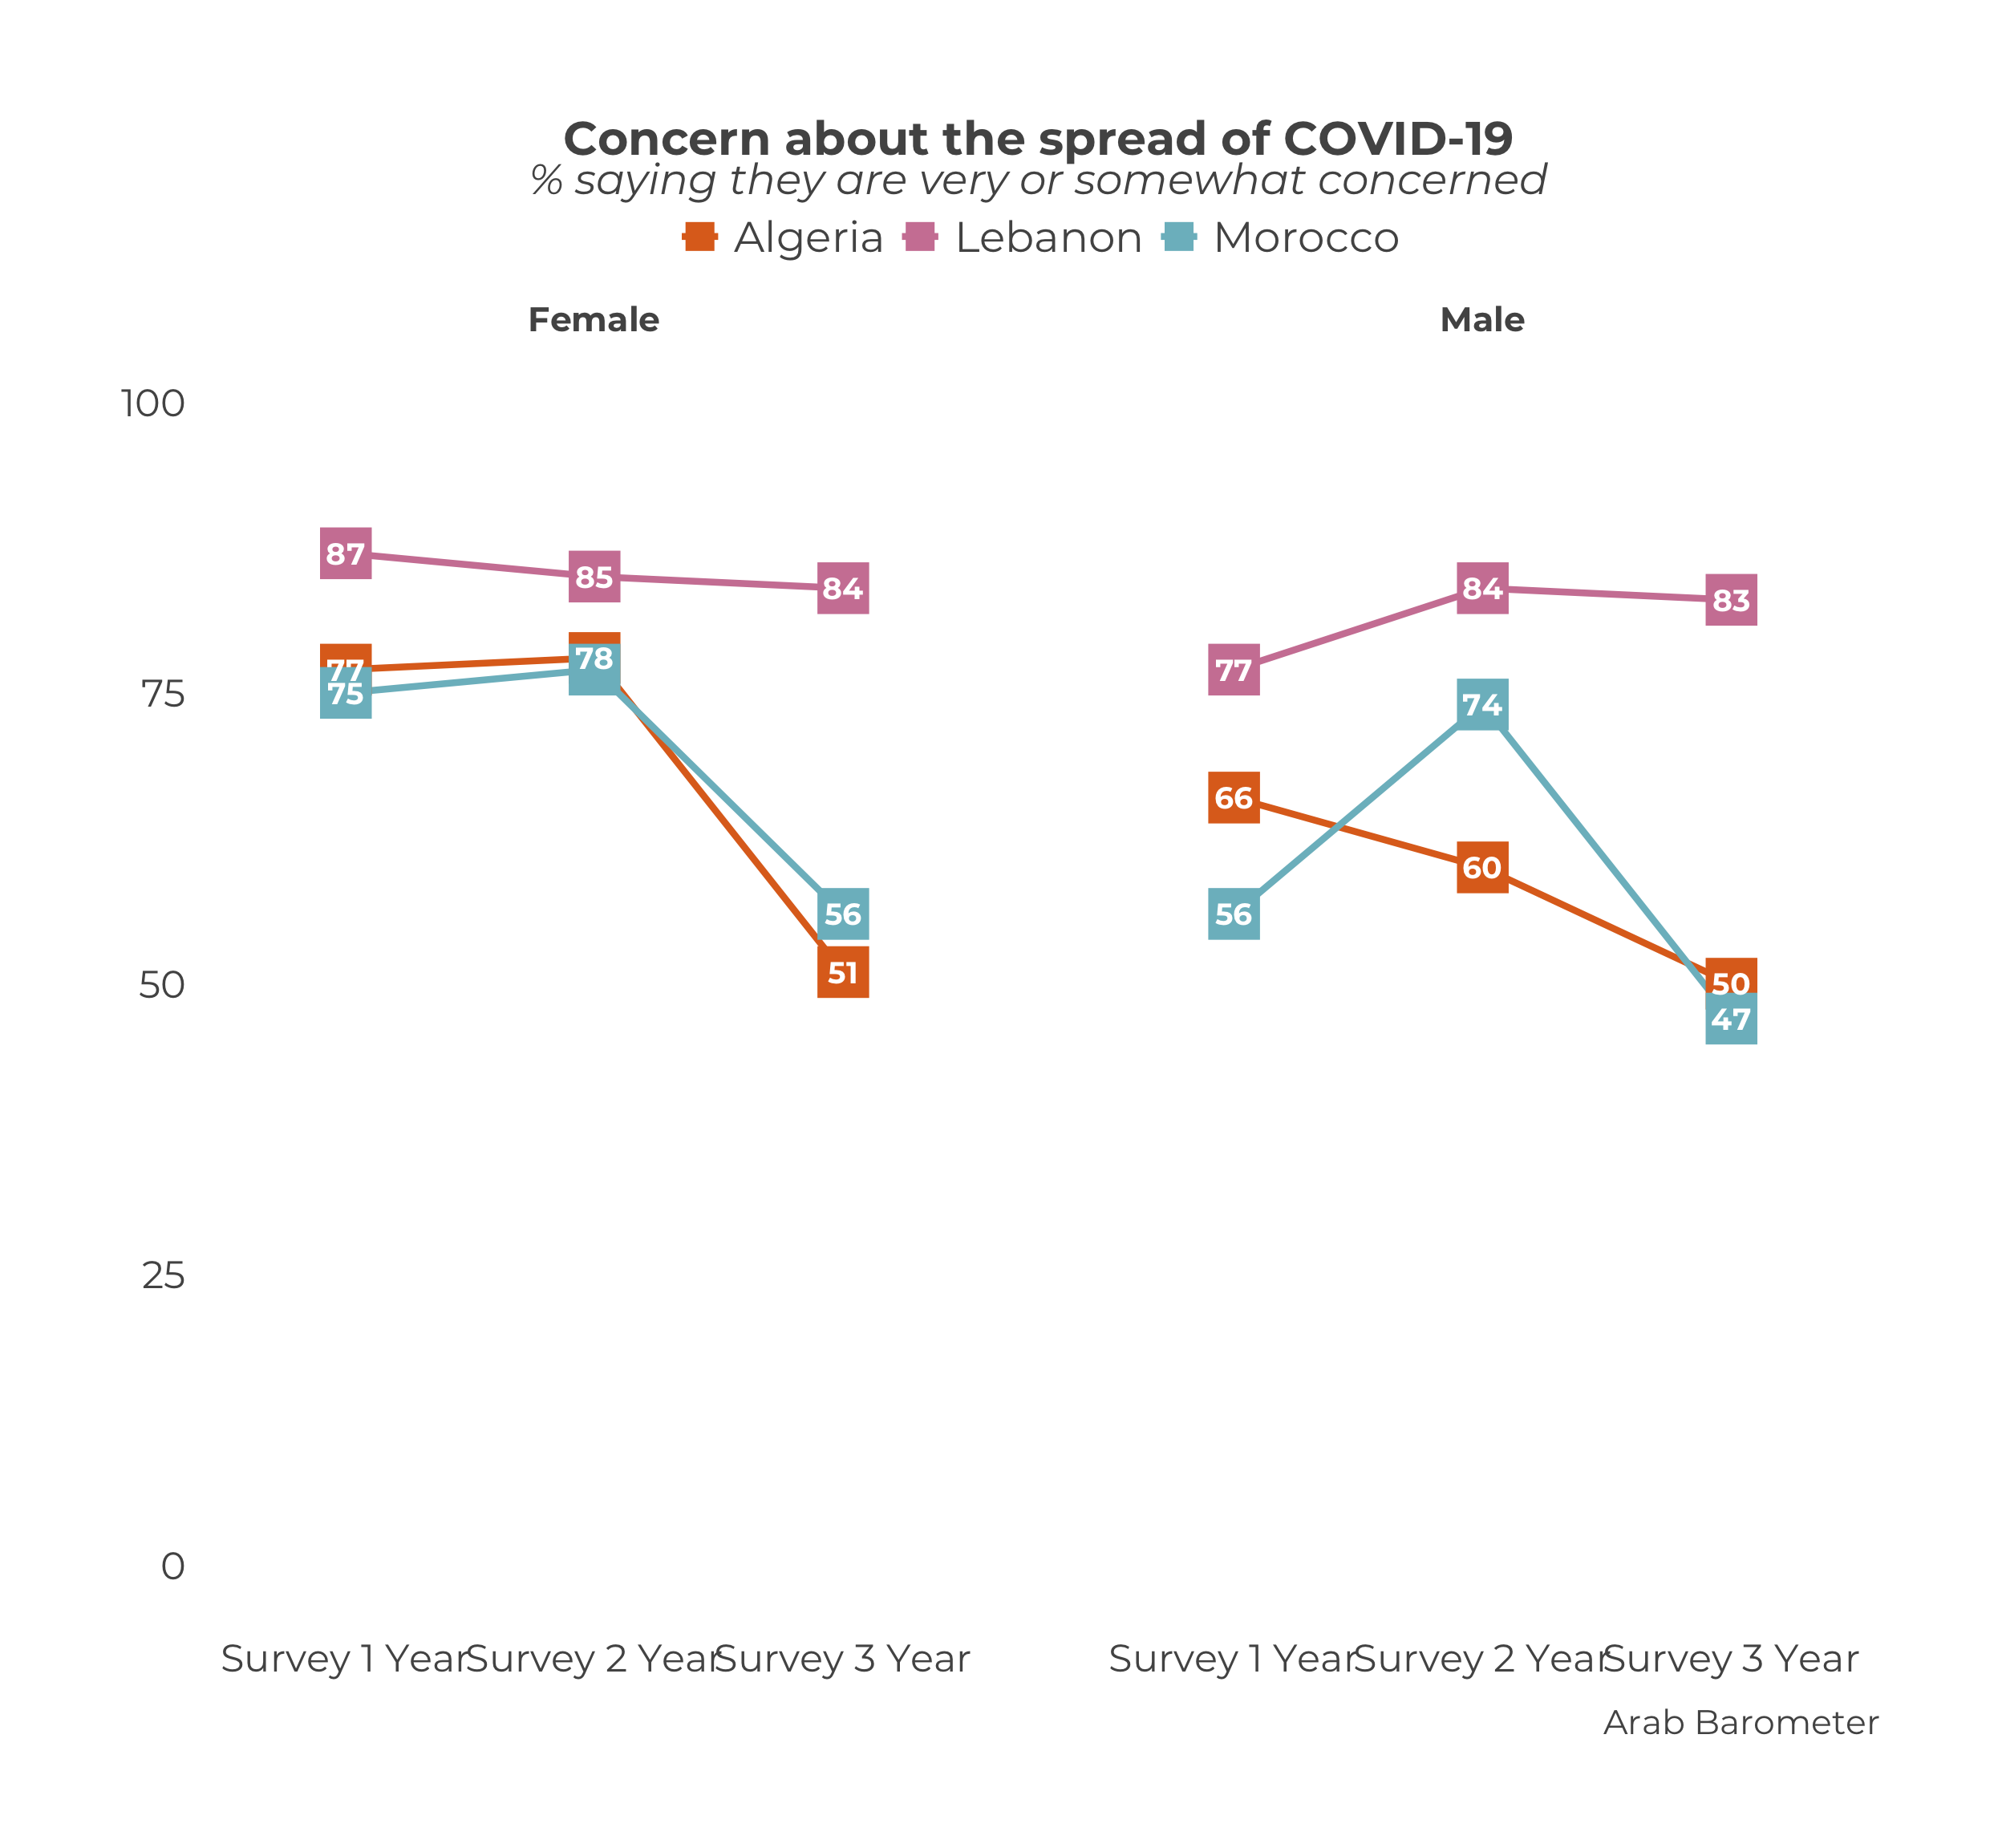 Concern about the spread of COVID-19
% saying they are very or somewhat concerned
Algeria Lebanon Morocco
Female Male
100
75
50
25
0
87 85 84
77 78
75
56
51
77 84 83
74
66 60
56
50
47
Survey 1 Year Survey 2 Year Survey 3 Year Survey 1 Year Survey 2 Year Survey 3 Year
Arab Barometer